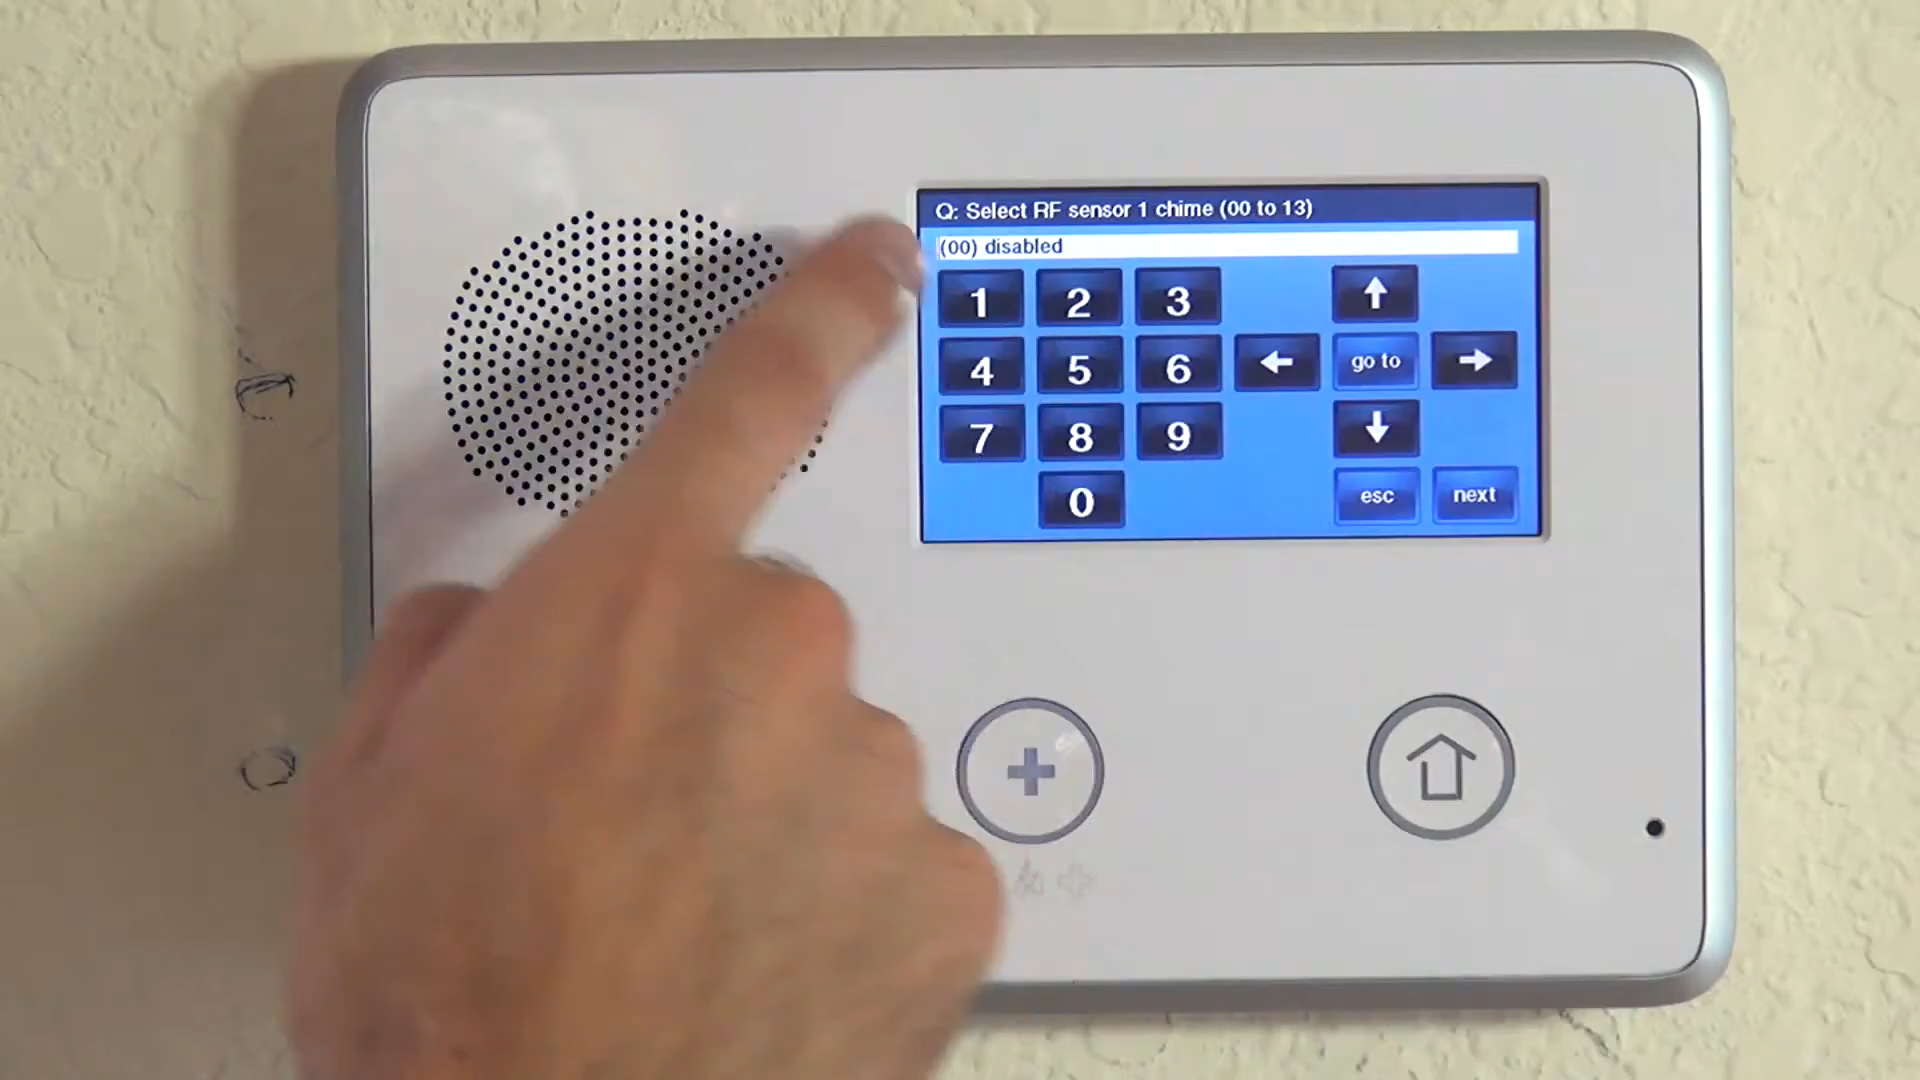 Q: Select RF sensor 1 chime (00 to 13)
(00) disabled
1 2 3
4 5 6 go to
7 8 9
0 esc next